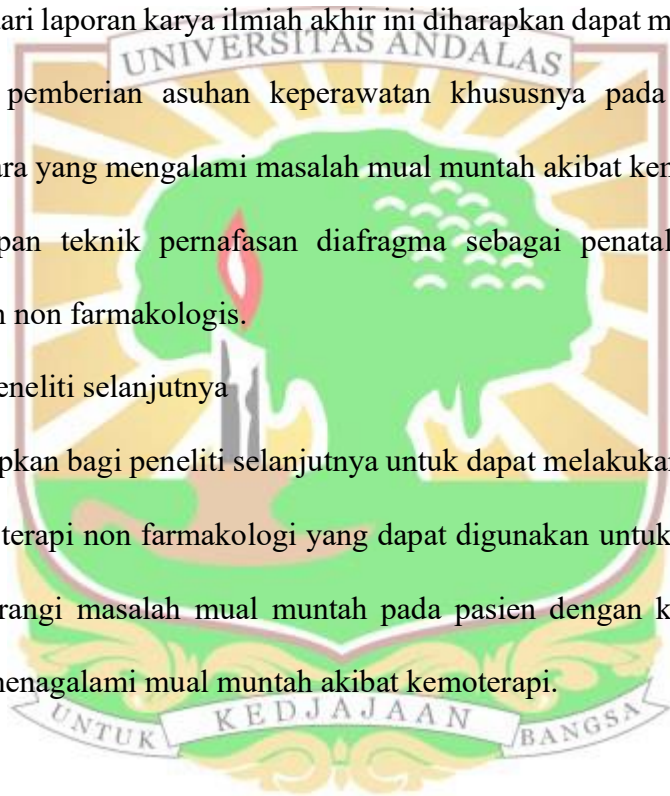 ari laporan karya ilmiah akhir ini diharapkan dapat m
UNIVERSITAS ANDALAS
pemberian asuhan keperawatan khususnya pada
ara yang mengalami masalah mual muntah akibat ken
pan teknik pernafasan diafragma sebagai penatal
n non farmakologis.
eneliti selanjutnya
pkan bagi peneliti selanjutnya untuk dapat melakukan
terapi non farmakologi yang dapat digunakan untuk
rangi masalah mual muntah pada pasien dengan k
menagalami mual muntah akibat kemoterapi.
UNTUK KEDJAJAAN BANGSA